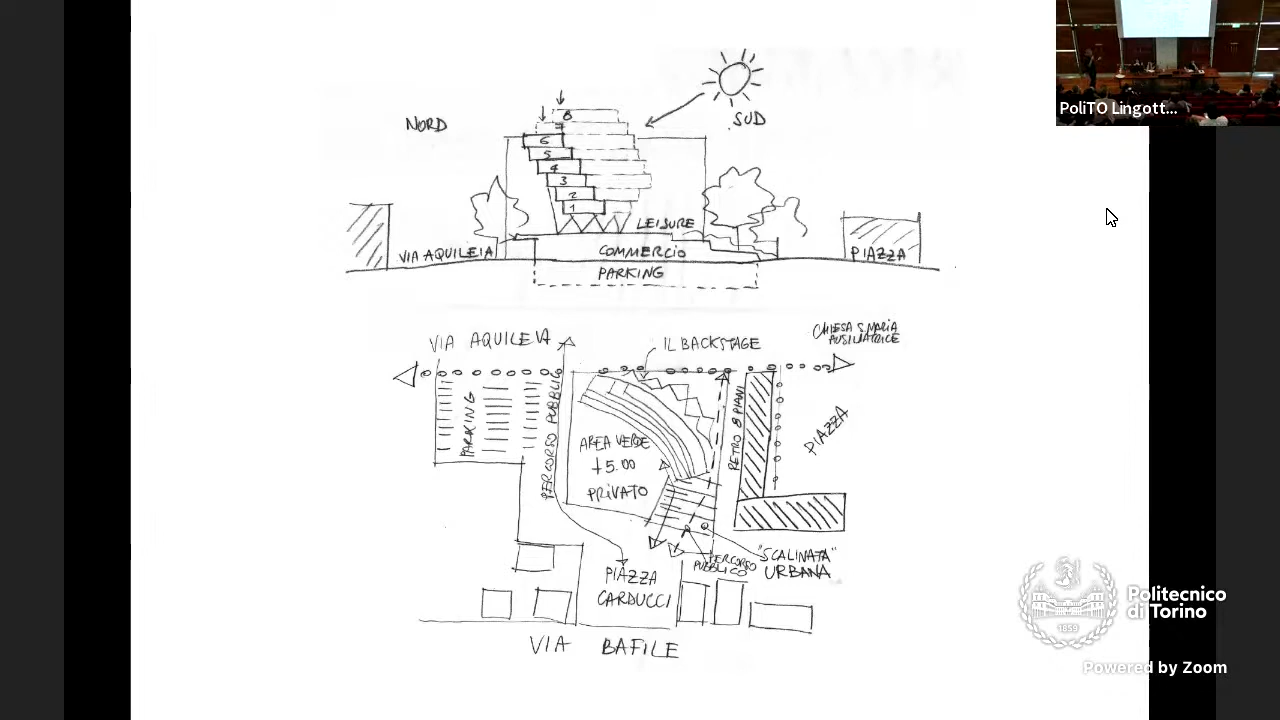 PoliTO Lingott...
NORD
SUD
8
7
6
5
4
3
2
1
LEISURE
VIA AQUILEIA
COMMERCIO
PIAZZA
PARKING
VIA AQUILEIA
IL BACKSTAGE
CHIESA S. MARIA
AUSILIATRICE
PARKING
PERCORSO PUBBLICO
AREA VERDE
+5.00
PRIVATO
RETRO 8 PIANI
PIAZZA
PERCORSO
PUBBLICO
"SCALINATA"
URBANA
PIAZZA
CARDUCCI
VIA BAFILE
1859
Politecnico
di Torino
Powered by Zoom